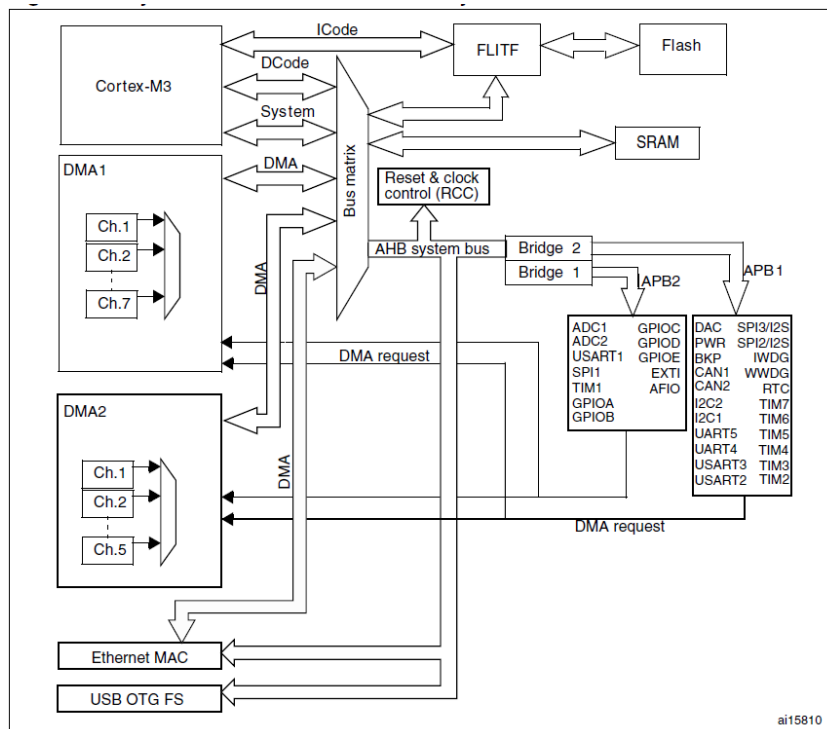 ICode
FLITF
Flash
Cortex-M3
DCode
System
SRAM
DMA1
DMA
Bus matrix
Reset & clock
control (RCC)
Ch.1
Ch.2
Ch.7
DMA
AHB system bus
Bridge 2
Bridge 1
APB2
APB1
ADC1 GPIOC
ADC2 GPIOD
USART1 GPIOE
SPI1 EXTI
TIM1 AFIO
GPIOA
GPIOB
DAC SPI3/I2S
PWR SPI2/I2S
BKP IWDG
CAN1 WWDG
CAN2 RTC
I2C2 TIM7
I2C1 TIM6
UART5 TIM5
UART4 TIM4
USART3 TIM3
USART2 TIM2
DMA request
DMA2
Ch.1
Ch.2
Ch.5
DMA
DMA request
Ethernet MAC
USB OTG FS
ai15810